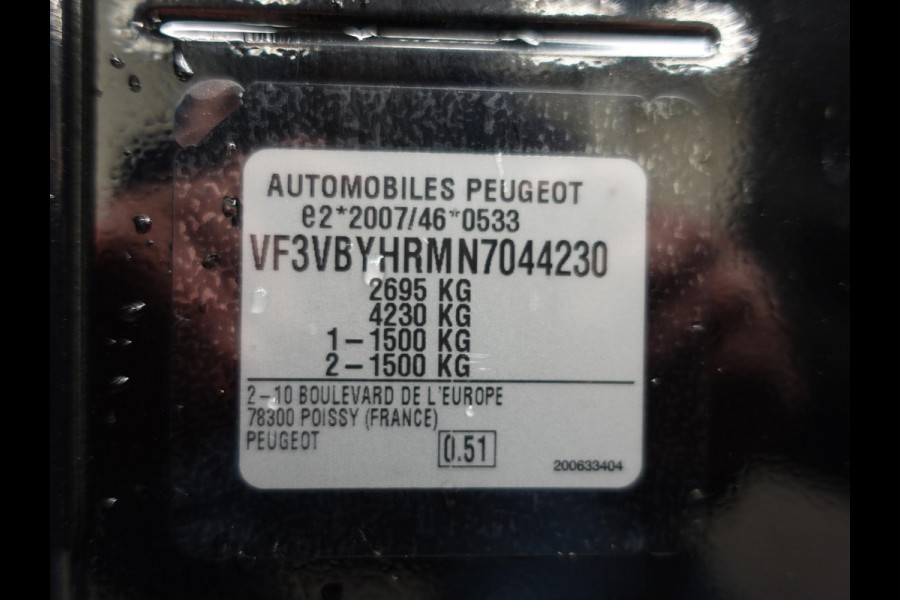 AUTOMOBILES PEUGEOT
e2*2007/46*0533
VF3VBYHRMN7044230
2695 KG
4230 KG
1-1500 KG
2-1500 KG
2-10 BOULEVARD DE L'EUROPE
78300 POISSY (FRANCE)
PEUGEOT
0.51
200633404